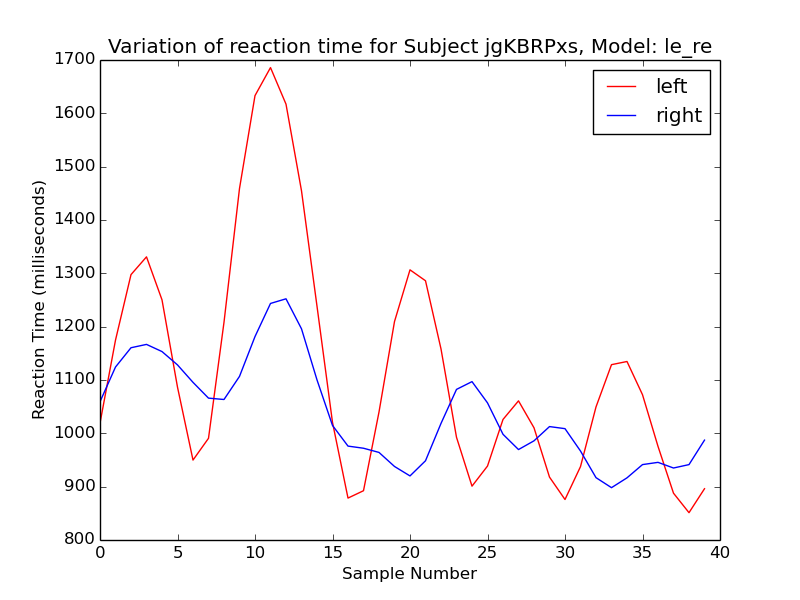 Variation of reaction time for Subject jgKBRPxs, Model: le_re
1700
1600
1500
1400
1300
1200
1100
1000
900
800
Reaction Time (milliseconds)
left
right
0 5 10 15 20 25 30 35 40
Sample Number